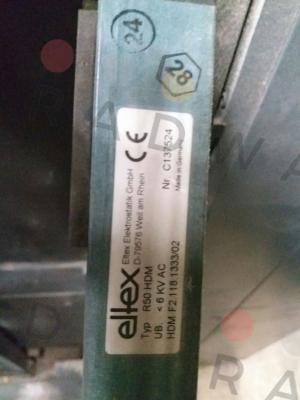 24
28
eltex
Eltex Elektrostatik GmbH
D-79576 Weil am Rhein
CE
Typ R50 HDM Nr. C137524
UB. < 6 KV AC
HDM F2.118.1333/02 Made in Germany